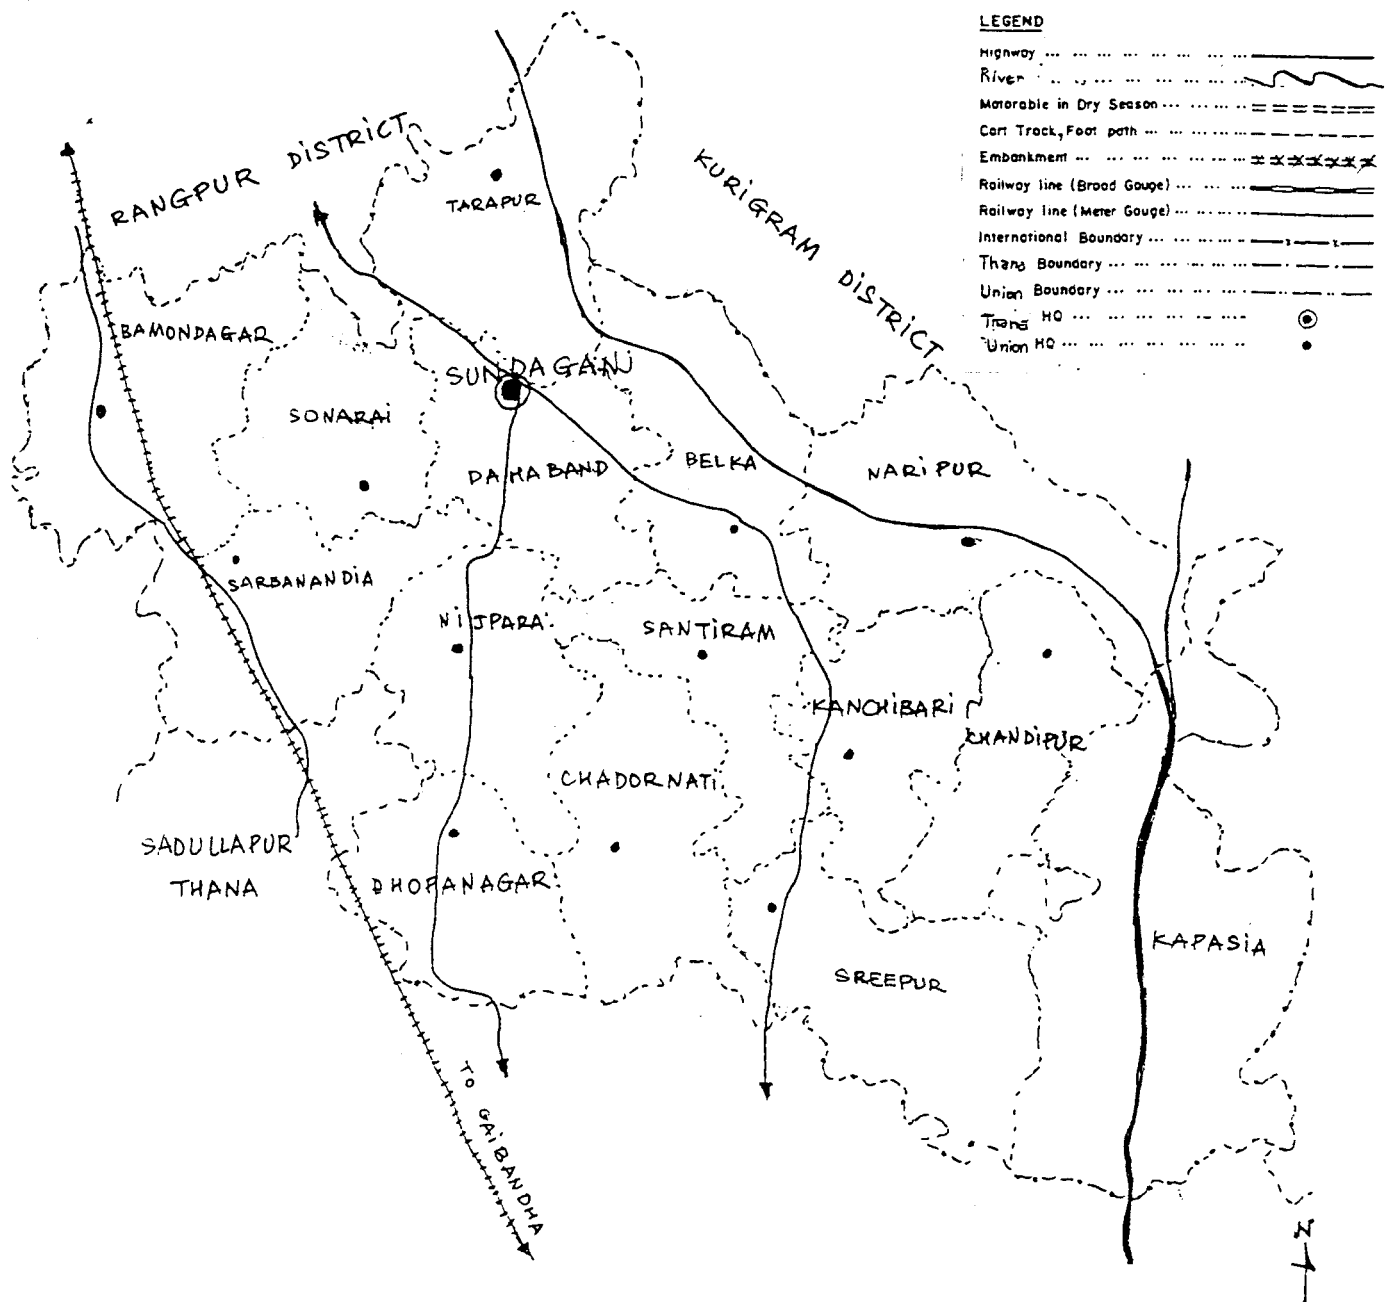 LEGEND
Highway
River
Motorable in Dry Season
Cart Track, Foot path
Embankment
Railway line (Broad Gauge)
Railway line (Meter Gauge)
International Boundary
Thana Boundary
Union Boundary
Thana HQ
Union HQ
RANGPUR DISTRICT
KURIGRAM DISTRICT
TARAPUR
BAMONDAGAR
SUNDAGANJ
SONARAI
DAHABAND
BELKA
NARIPUR
SARBANANDIA
NIJPARA
SANTIRAM
KANCHIBARI
CHANDIPUR
CHADORNATI
SADULLAPUR
THANA
DHOPANAGAR
KAPASIA
SREEPUR
TO GAIBANDHA
N